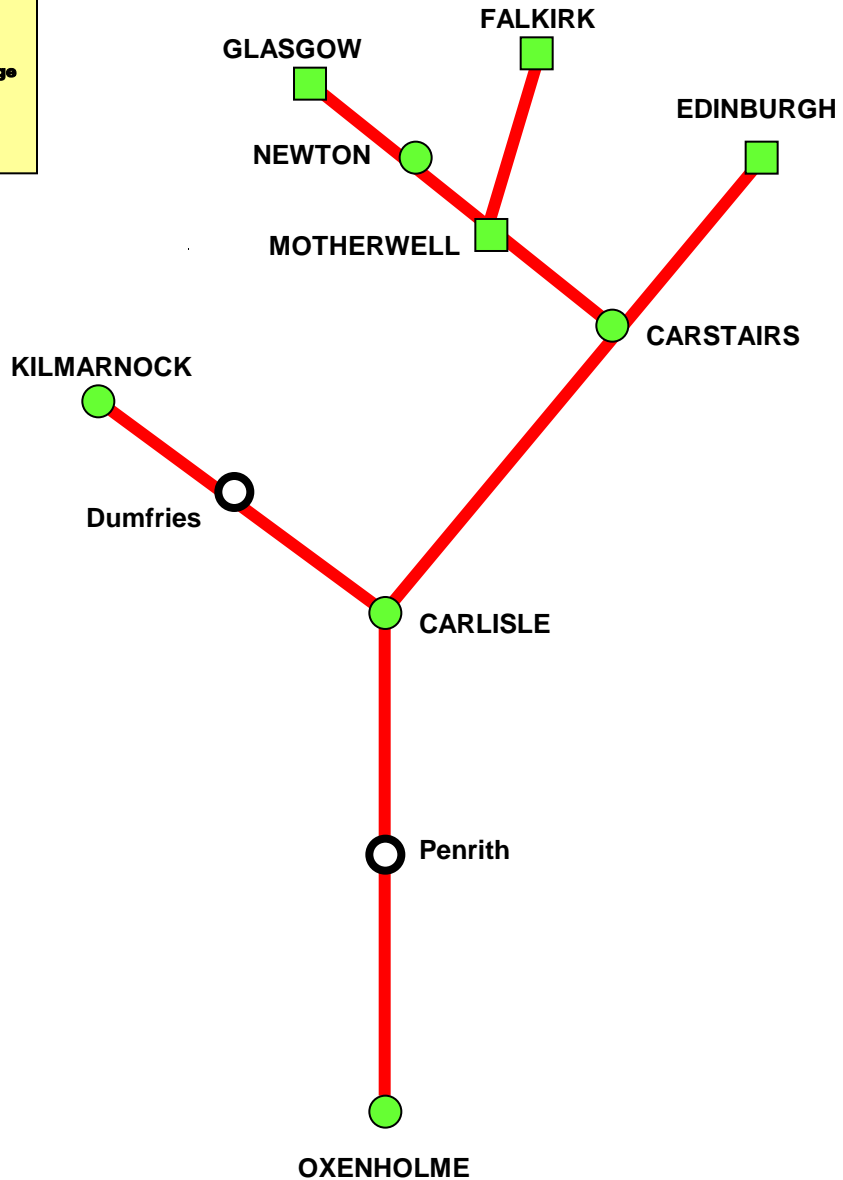 FALKIRK
GLASGOW
EDINBURGH
NEWTON
MOTHERWELL
CARSTAIRS
KILMARNOCK
Dumfries
CARLISLE
Penrith
OXENHOLME